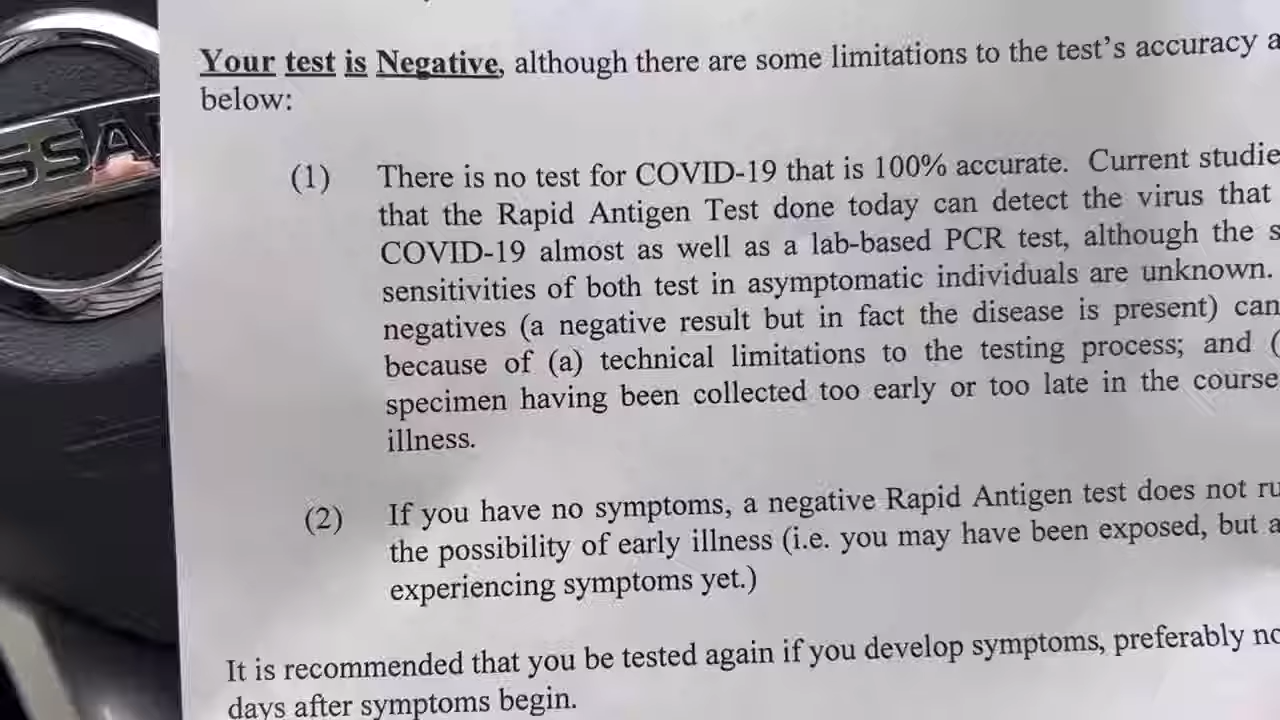 SSA
Your test is Negative, although there are some limitations to the test's accuracy
below:
(1) There is no test for COVID-19 that is 100% accurate. Current
that the Rapid Antigen Test done today can detect the virus that
COVID-19 almost as well as a lab-based PCR test, although the
sensitivities of both test in asymptomatic individuals are unknown.
negatives (a negative result but in fact the disease is present) can
because of (a) technical limitations to the testing process; and (
specimen having been collected too early or too late in the course
illness.
(2) If you have no symptoms, a negative Rapid Antigen test does not
the possibility of early illness (i.e. you may have been exposed, but
experiencing symptoms yet.)
It is recommended that you be tested again if you develop symptoms, preferably
days after symptoms begin.